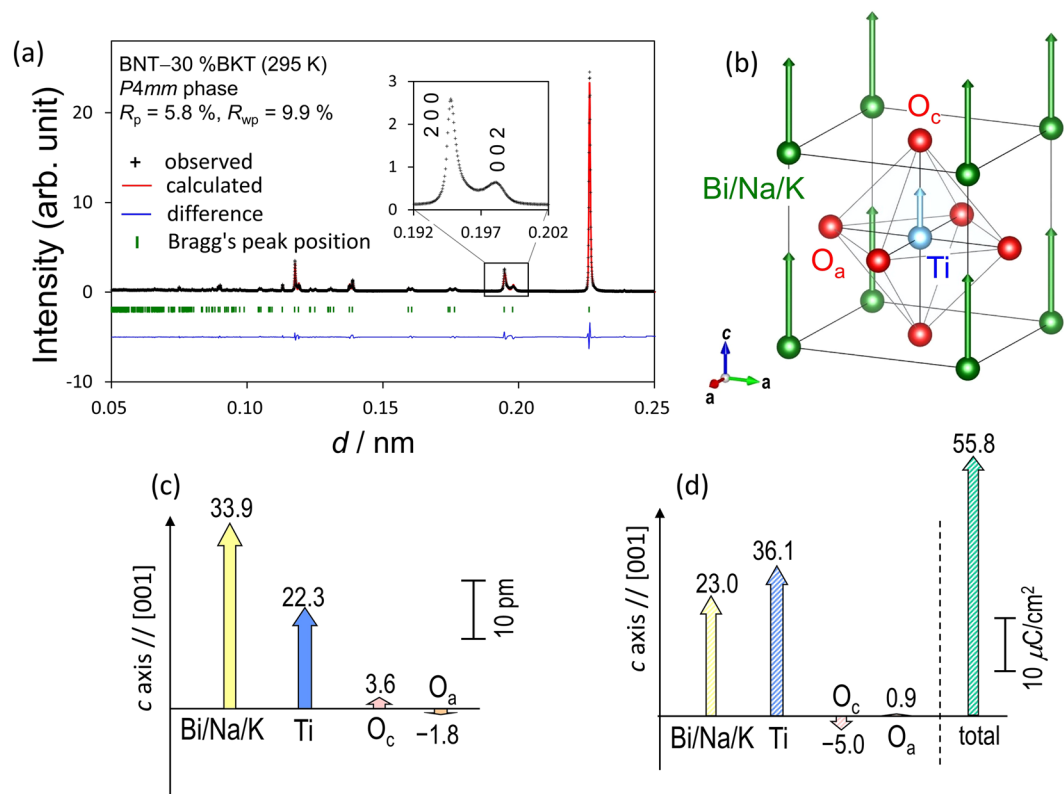 (a)
BNT–30 %BKT (295 K)
P4mm phase
Rp = 5.8 %, Rwp = 9.9 %
+ observed
calculated
difference
Bragg's peak position
Intensity (arb. unit)
20
10
0
-10
0.05
0.10
0.15
0.20
0.25
d / nm
3
2
1
0
0.192
0.197
0.202
2 0 0
0 0 2
(b)
Oc
Bi/Na/K
Oa
Ti
c
a
a
(c)
c axis // [001]
33.9
22.3
3.6
Oa
Bi/Na/K
Ti
Oc
−1.8
10 pm
(d)
c axis // [001]
55.8
36.1
23.0
Oc
0.9
Bi/Na/K
Ti
−5.0
Oa
total
10 μC/cm²